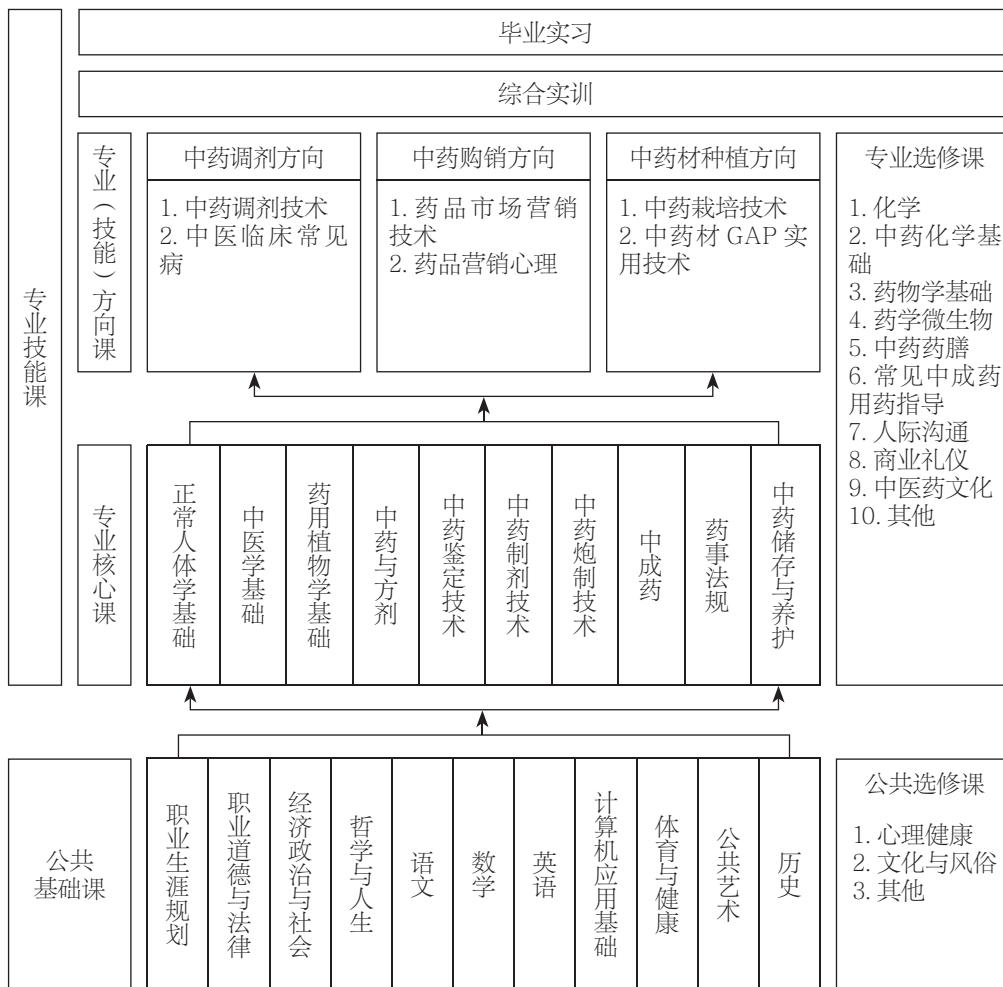 毕业实习
综合实训
专业技能课
专业（技能）方向课
中药调剂方向
1. 中药调剂技术
2. 中医临床常见
病
中药购销方向
1. 药品市场营销
技术
2. 药品营销心理
中药材种植方向
1. 中药栽培技术
2. 中药材 GAP 实
用技术
专业选修课
1. 化学
2. 中药化学基
础
3. 药物学基础
4. 药学微生物
5. 中药药膳
6. 常见中成药
用药指导
7. 人际沟通
8. 商业礼仪
9. 中医药文化
10. 其他
专业核心课
正常人体学基础
中医学基础
药用植物学基础
中药与方剂
中药鉴定技术
中药制剂技术
中药炮制技术
中成药
药事法规
中药储存与养护
公共
基础课
职业生涯规划
职业道德与法律
经济政治与社会
哲学与人生
语文
数学
英语
计算机应用基础
体育与健康
公共艺术
历史
公共选修课
1. 心理健康
2. 文化与风俗
3. 其他